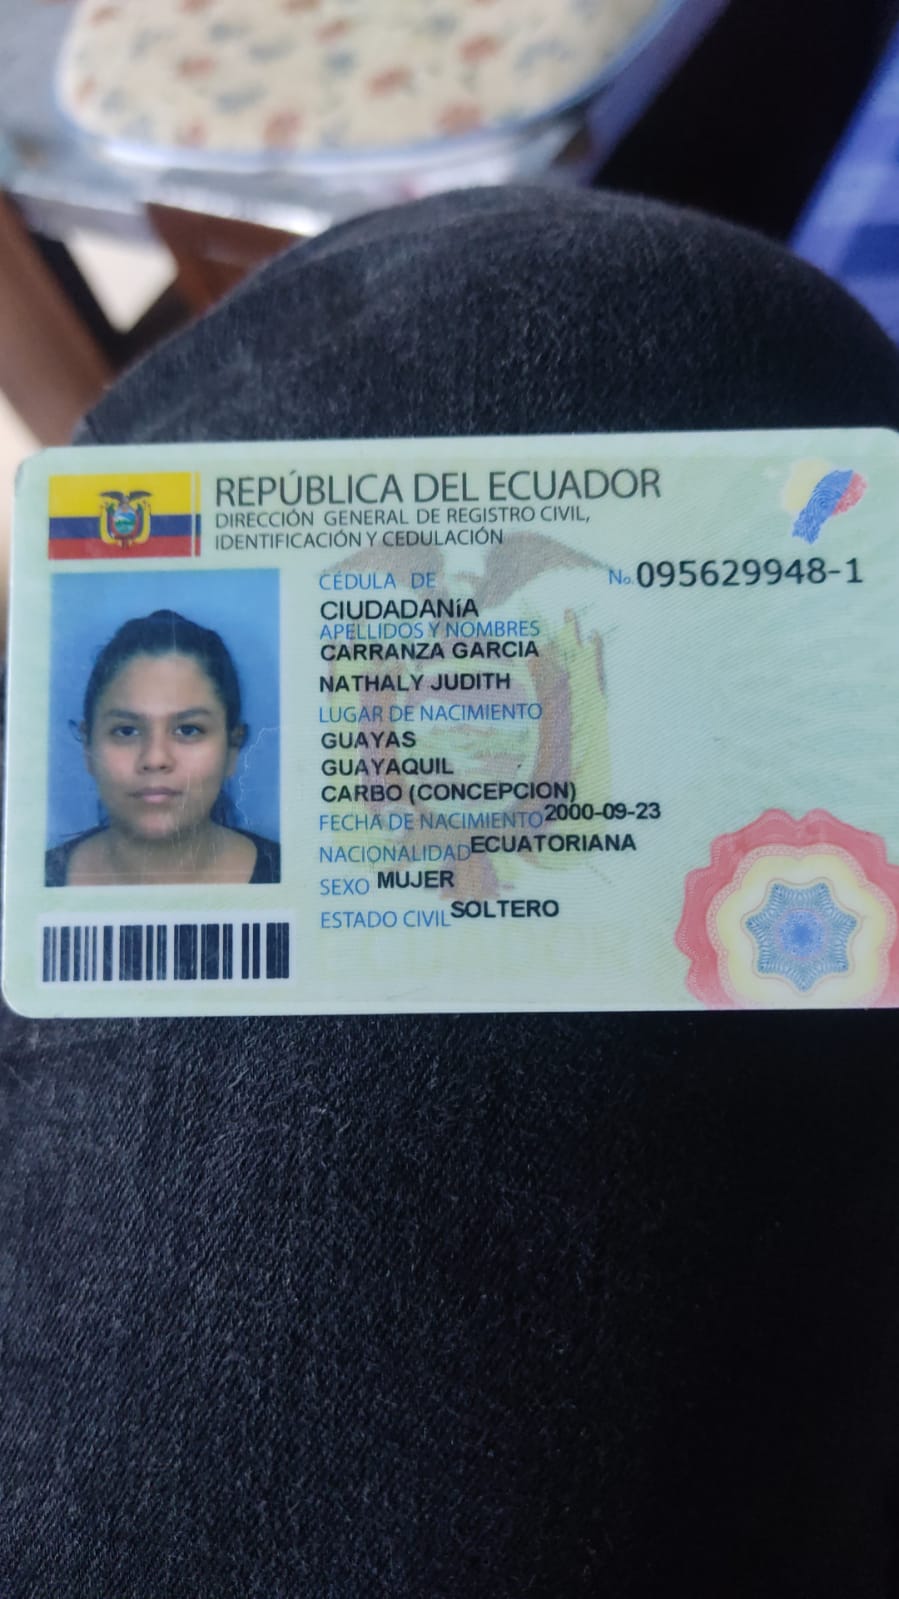 REPÚBLICA DEL ECUADOR
DIRECCIÓN GENERAL DE REGISTRO CIVIL,
IDENTIFICACIÓN Y CEDULACIÓN
CÉDULA DE No. 095629948-1
CIUDADANíA
APELLIDOS Y NOMBRES
CARRANZA GARCIA
NATHALY JUDITH
LUGAR DE NACIMIENTO
GUAYAS
GUAYAQUIL
CARBO (CONCEPCION)
FECHA DE NACIMIENTO 2000-09-23
NACIONALIDAD ECUATORIANA
SEXO MUJER
ESTADO CIVIL SOLTERO